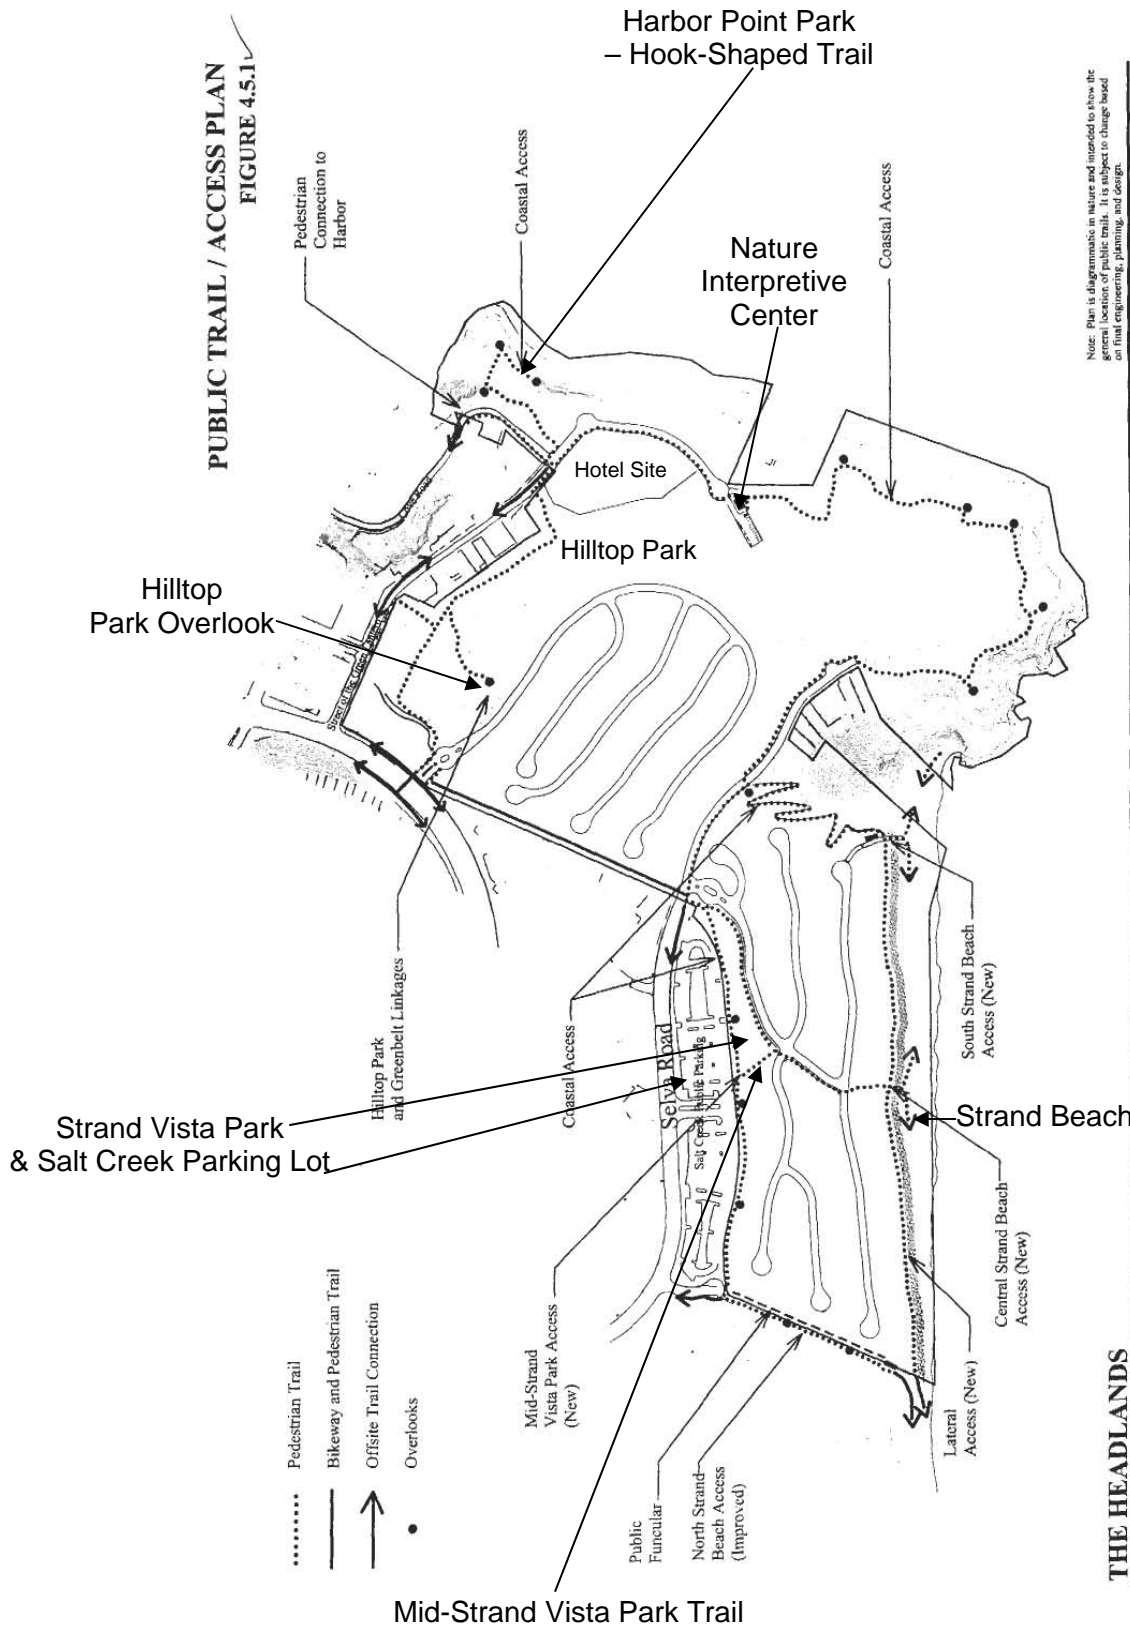 Harbor Point Park
– Hook-Shaped Trail
PUBLIC TRAIL / ACCESS PLAN
FIGURE 4.5.1
Pedestrian
Connection to
Harbor
Coastal Access
Nature
Interpretive
Center
Coastal Access
Note: Plan is diagrammatic in nature and intended to show the
general location of public trails. It is subject to change based
on final engineering, planning, and design.
Hotel Site
Hilltop Park
Hilltop
Park Overlook
Street of the Green
Hilltop Park
and Greenbelt Linkages
Coastal Access
Selva Road
Salt Creek Public Parking
Strand Vista Park
& Salt Creek Parking Lot
South Strand Beach
Access (New)
Strand Beach
Central Strand Beach
Access (New)
Lateral
Access (New)
Mid-Strand
Vista Park Access
(New)
Public
Funcular
North Strand
Beach Access
(Improved)
Pedestrian Trail
Bikeway and Pedestrian Trail
Offsite Trail Connection
Overlooks
Mid-Strand Vista Park Trail
THE HEADLANDS